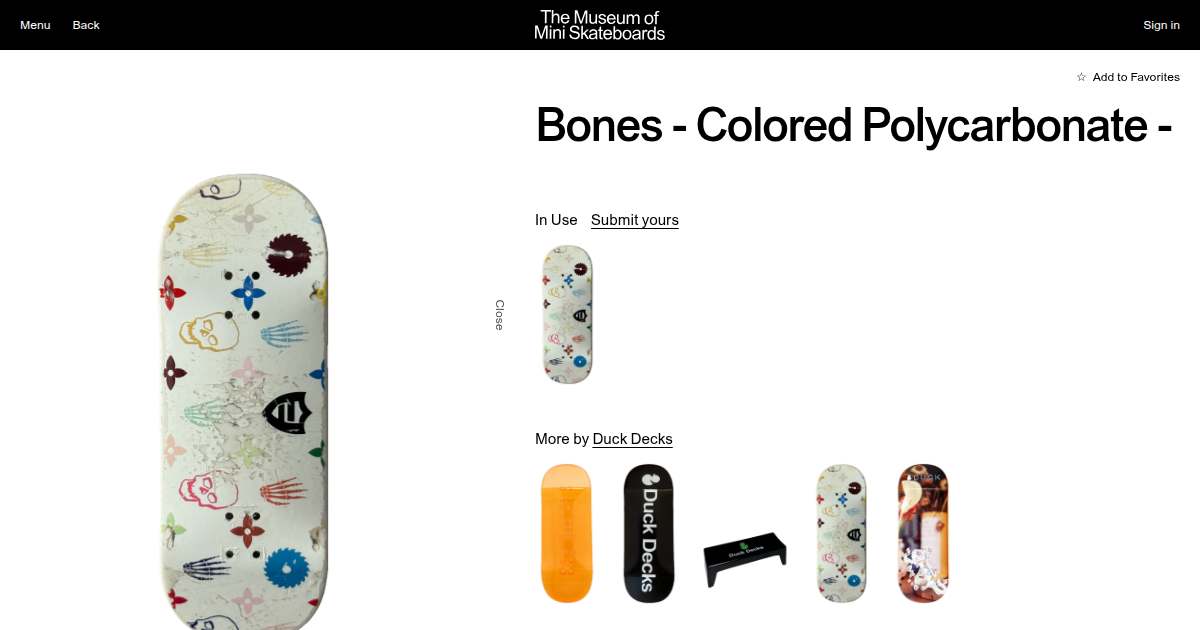 Menu
Back
The Museum of
Mini Skateboards
Sign in
☆ Add to Favorites
Bones - Colored Polycarbonate -
In Use
Submit yours
Close
More by Duck Decks
Duck Decks
Duck Decks
DUCK